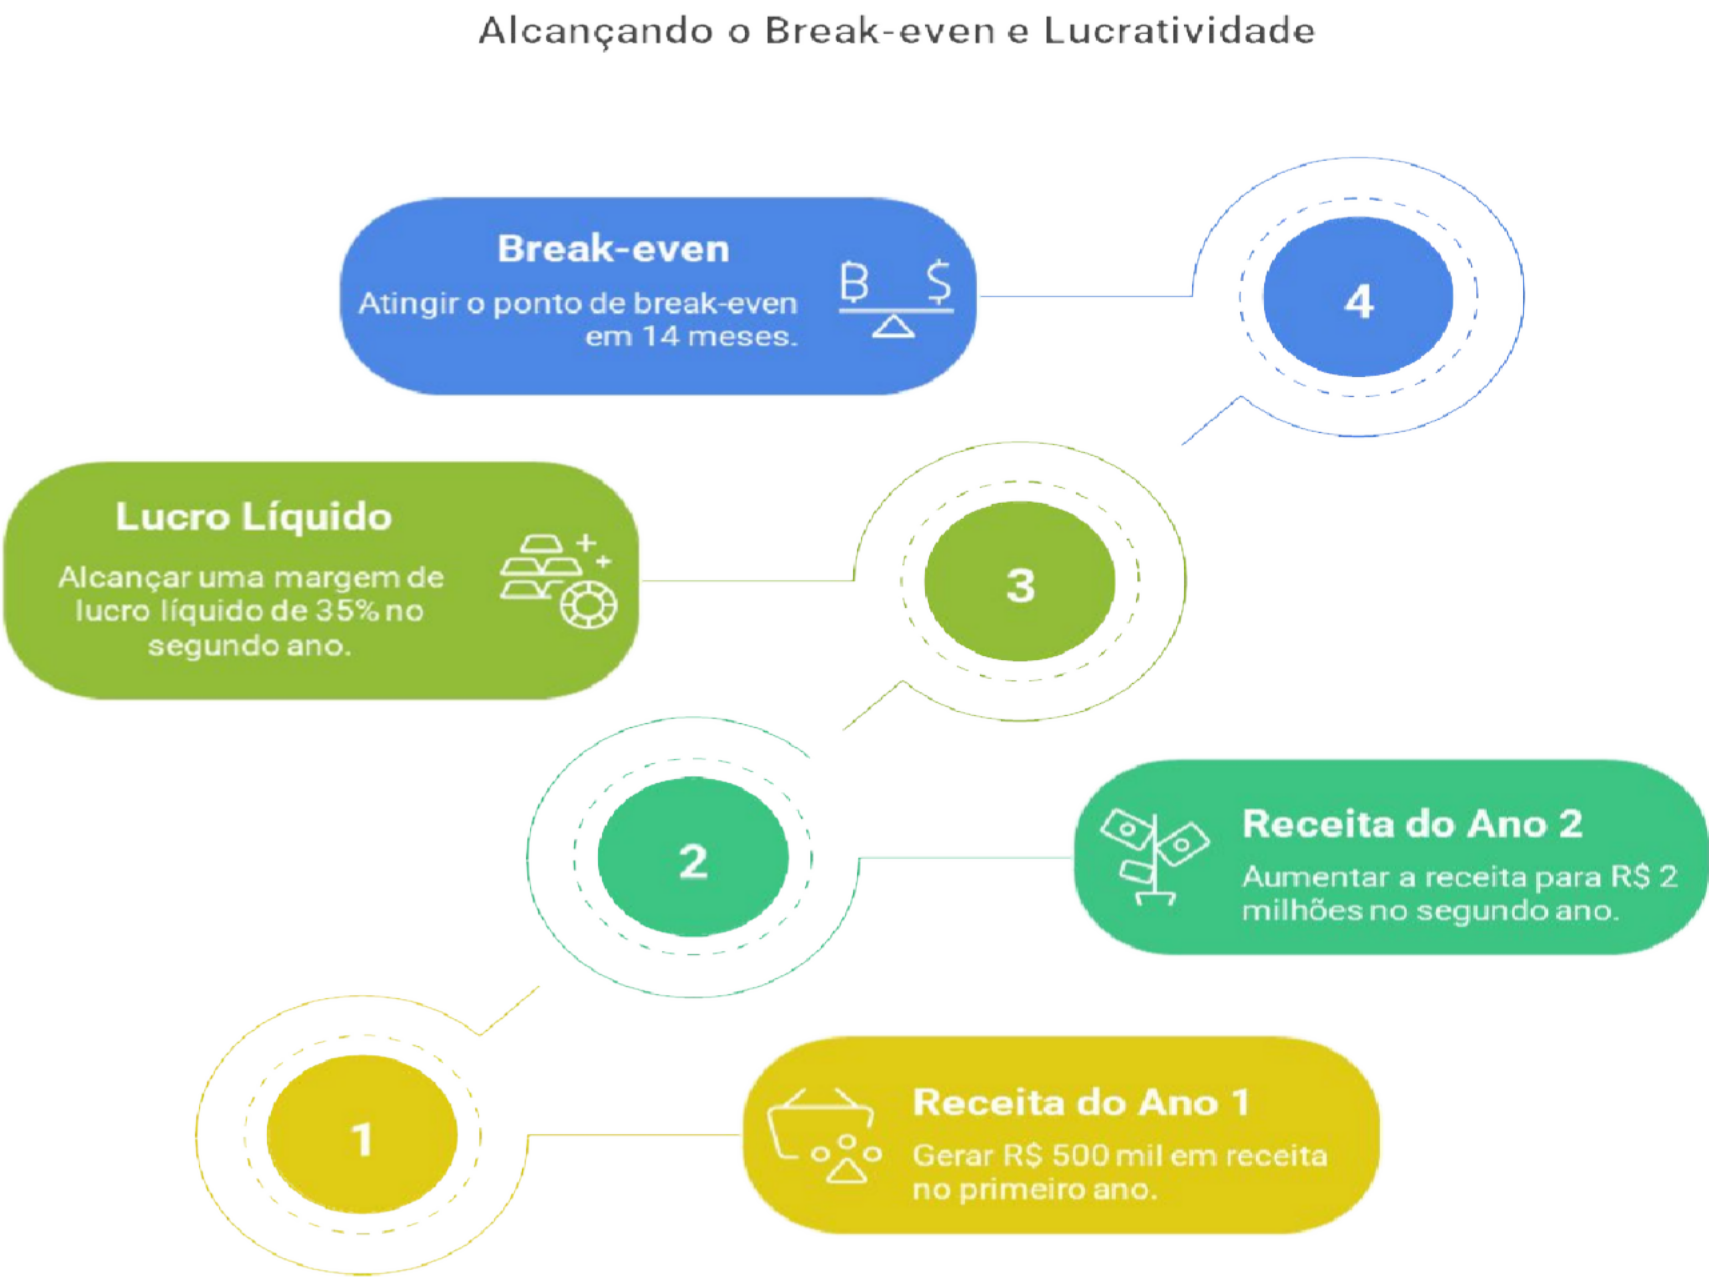 Alcançando o Break-even e Lucratividade
Break-even
Atingir o ponto de break-even
em 14 meses.
B $
4
Lucro Líquido
Alcançar uma margem de
lucro líquido de 35% no
segundo ano.
3
2
Receita do Ano 2
Aumentar a receita para R$ 2
milhões no segundo ano.
1
Receita do Ano 1
Gerar R$ 500 mil em receita
no primeiro ano.